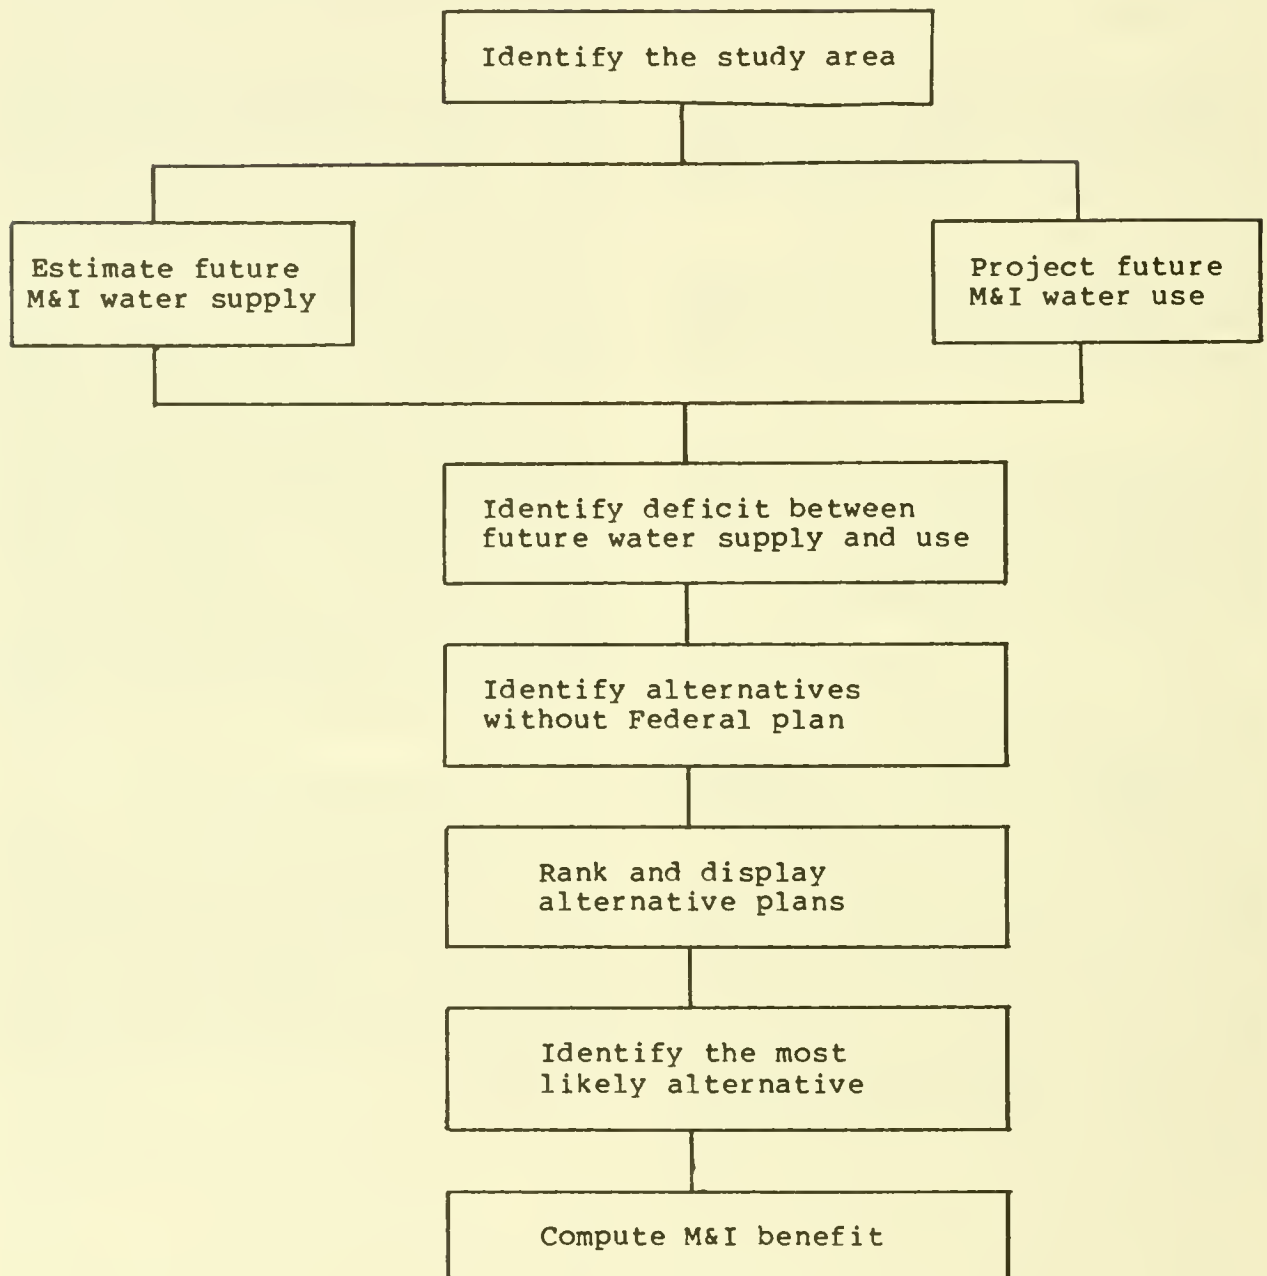 Identify the study area
Estimate future
M&I water supply
Project future
M&I water use
Identify deficit between
future water supply and use
Identify alternatives
without Federal plan
Rank and display
alternative plans
Identify the most
likely alternative
Compute M&I benefit